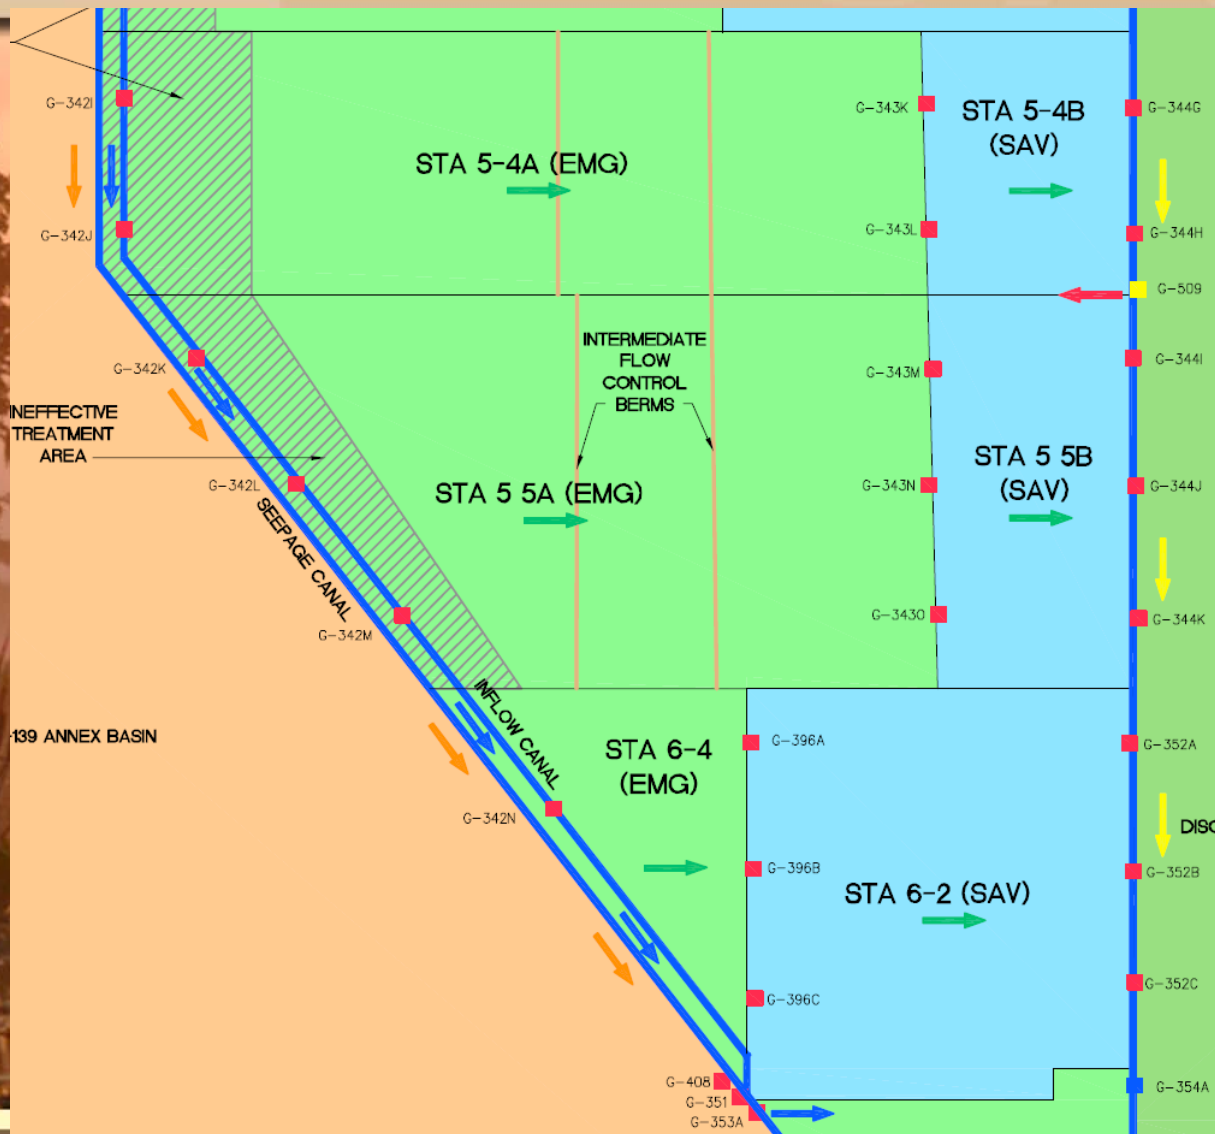 G-342I
G-343K
STA 5-4B
(SAV)
G-344G
STA 5-4A (EMG)
G-342J
G-343L
G-344H
G-509
INTERMEDIATE
FLOW
CONTROL
BERMS
G-342K
G-343M
G-344I
INEFFECTIVE
TREATMENT
AREA
STA 5 5B
(SAV)
G-342L
STA 5 5A (EMG)
G-343N
G-344J
SEEPAGE CANAL
G-342M
G-343O
G-344K
INFLOW CANAL
-139 ANNEX BASIN
STA 6-4
(EMG)
G-396A
G-352A
G-342N
DISC
G-396B
G-352B
STA 6-2 (SAV)
G-396C
G-352C
G-408
G-351
G-353A
G-354A